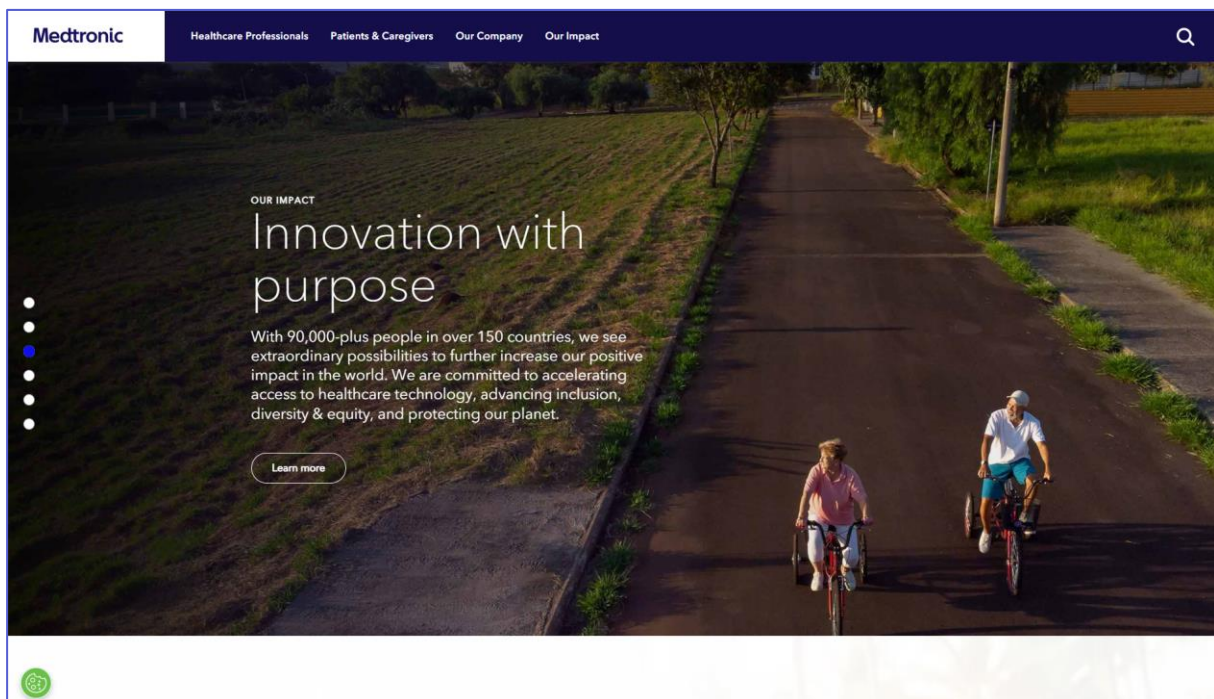 Medtronic
Healthcare Professionals
Patients & Caregivers
Our Company
Our Impact
OUR IMPACT
Innovation with
purpose
With 90,000-plus people in over 150 countries, we see
extraordinary possibilities to further increase our positive
impact in the world. We are committed to accelerating
access to healthcare technology, advancing inclusion,
diversity & equity, and protecting our planet.
Learn more